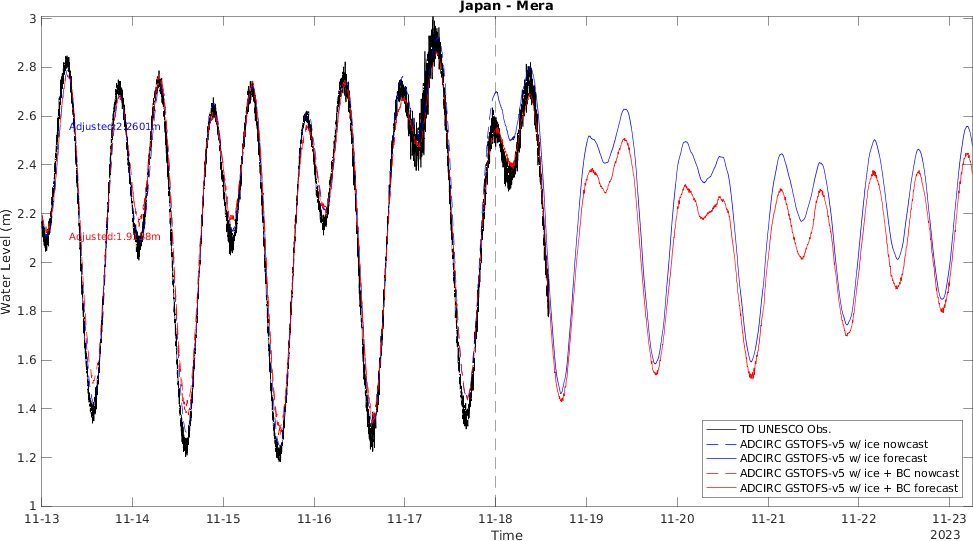 Japan - Mera
3
2.8
2.6
2.4
2.2
2
1.8
1.6
1.4
1.2
1
Water Level (m)
Adjusted:2.2601m
11-13
11-14
11-15
11-16
11-17
11-18
11-19
11-20
11-21
11-22
11-23
2023
Time
TD UNESCO Obs.
ADCIRC GSTOFS-v5 w/ ice nowcast
ADCIRC GSTOFS-v5 w/ ice forecast
ADCIRC GSTOFS-v5 w/ ice + BC nowcast
ADCIRC GSTOFS-v5 w/ ice + BC forecast